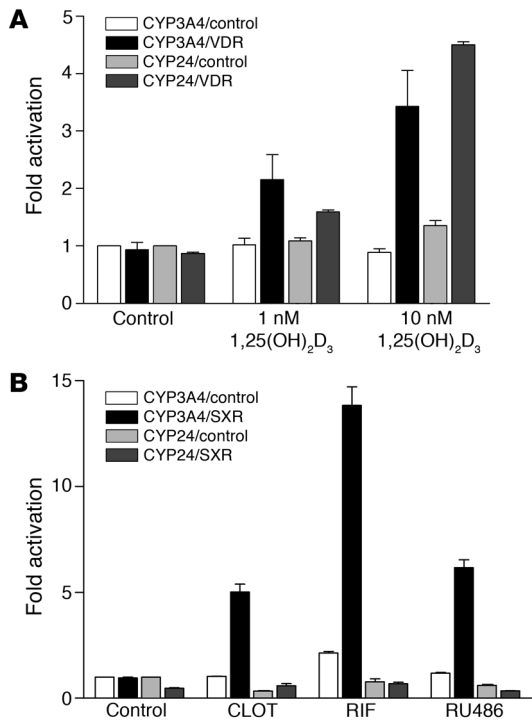 A
CYP3A4/control
CYP3A4/VDR
CYP24/control
CYP24/VDR
Fold activation
5
4
3
2
1
0
Control
1 nM
1,25(OH)₂D₃
10 nM
1,25(OH)₂D₃
B
CYP3A4/control
CYP3A4/SXR
CYP24/control
CYP24/SXR
Fold activation
15
10
5
0
Control
CLOT
RIF
RU486